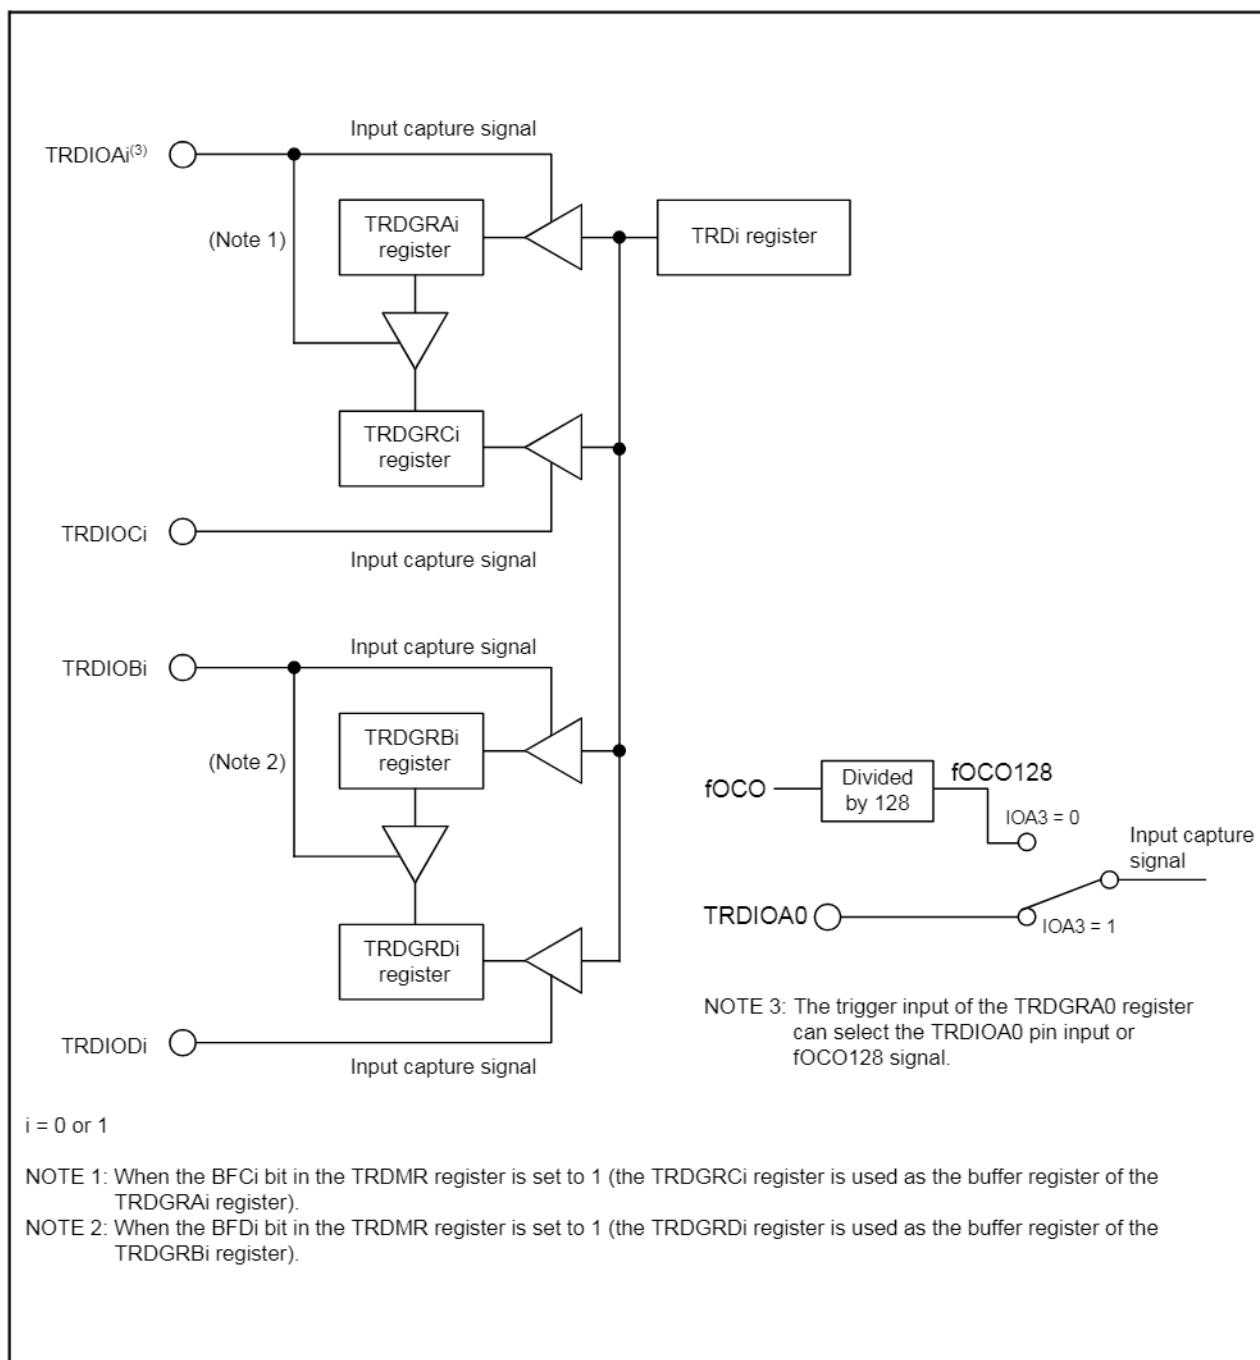 Input capture signal
TRDIOAi(3)
TRDGRAi
register
TRDi register
(Note 1)
TRDGRCi
register
TRDIOCi
Input capture signal
Input capture signal
TRDIOBi
TRDGRBi
register
(Note 2)
TRDGRDi
register
TRDIODi
Input capture signal
fOCO
Divided
by 128
fOCO128
IOA3 = 0
Input capture
signal
TRDIOA0
IOA3 = 1
NOTE 3: The trigger input of the TRDGRA0 register
can select the TRDIOA0 pin input or
fOCO128 signal.
i = 0 or 1
NOTE 1: When the BFCi bit in the TRDMR register is set to 1 (the TRDGRCi register is used as the buffer register of the
TRDGRAi register).
NOTE 2: When the BFDi bit in the TRDMR register is set to 1 (the TRDGRDi register is used as the buffer register of the
TRDGRBi register).